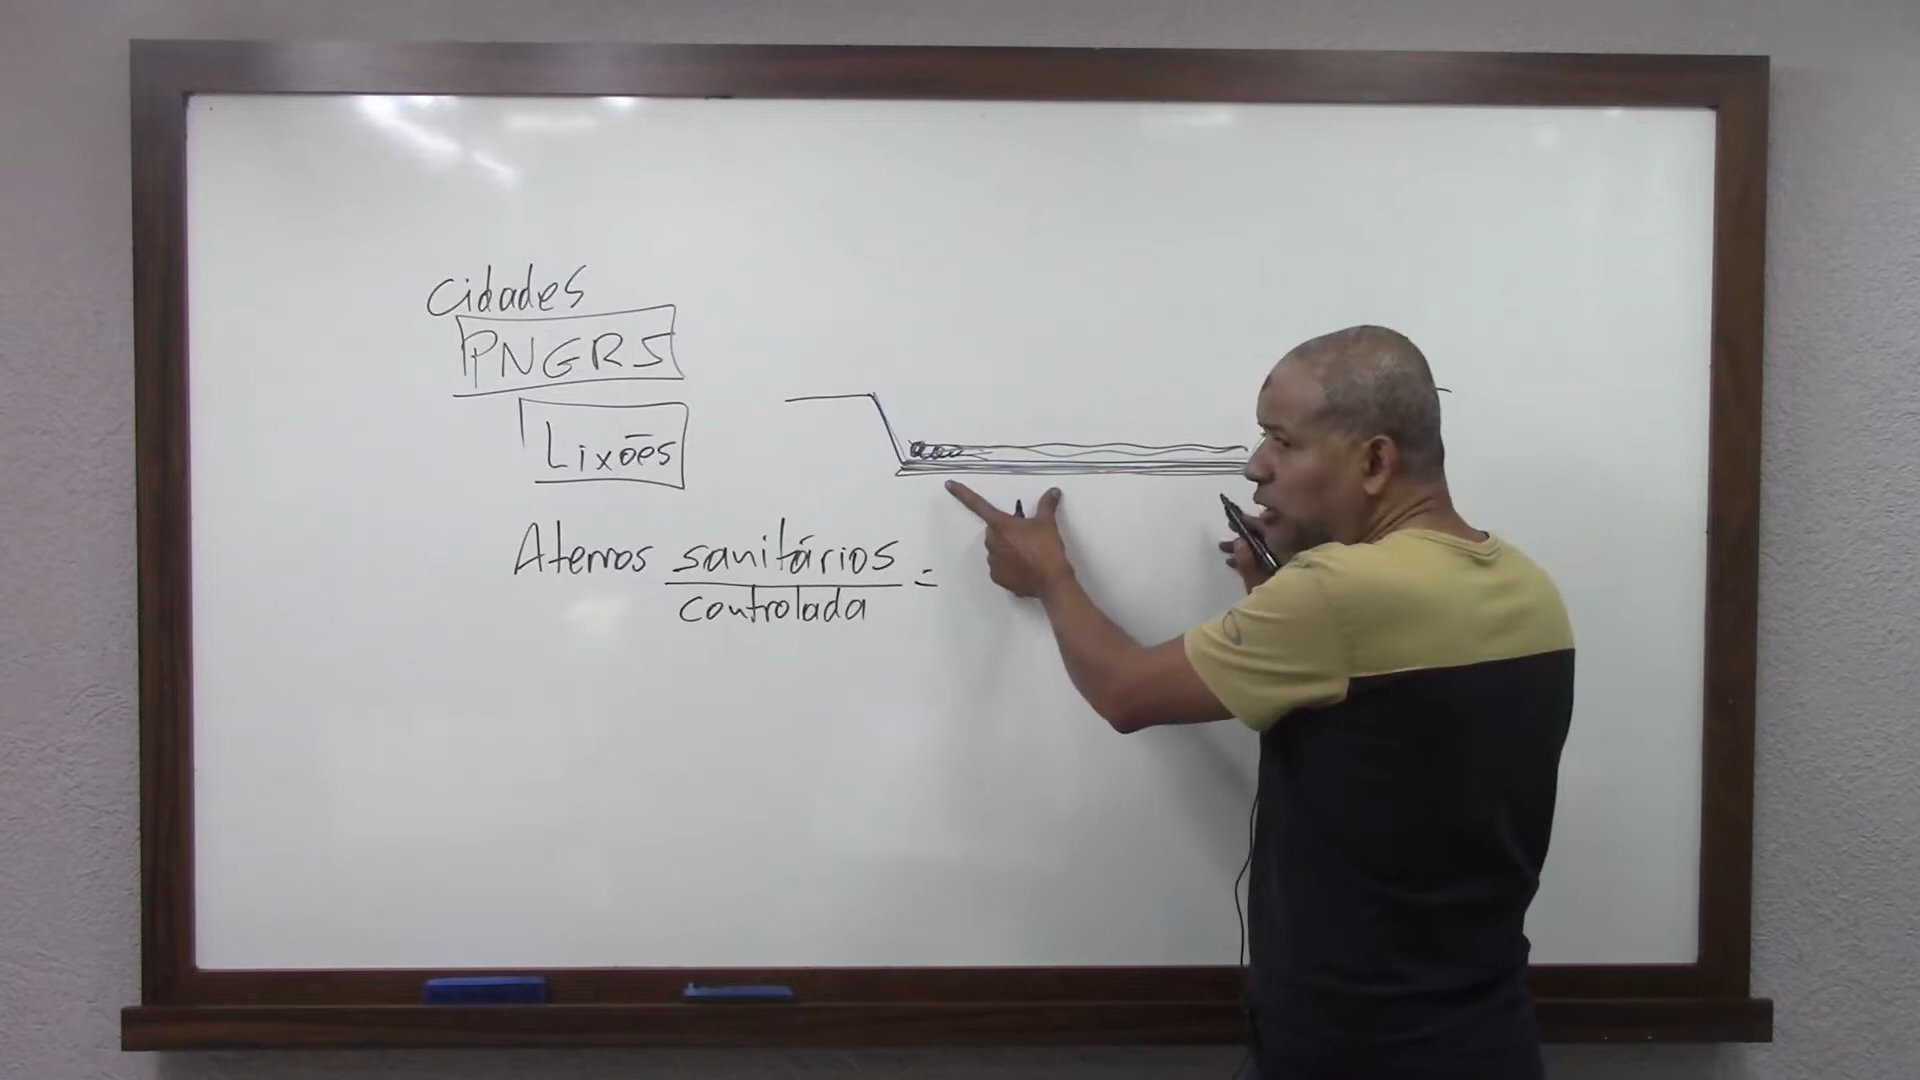 Cidades
PNGRS
Lixões
Aterros sanitários =
controlada